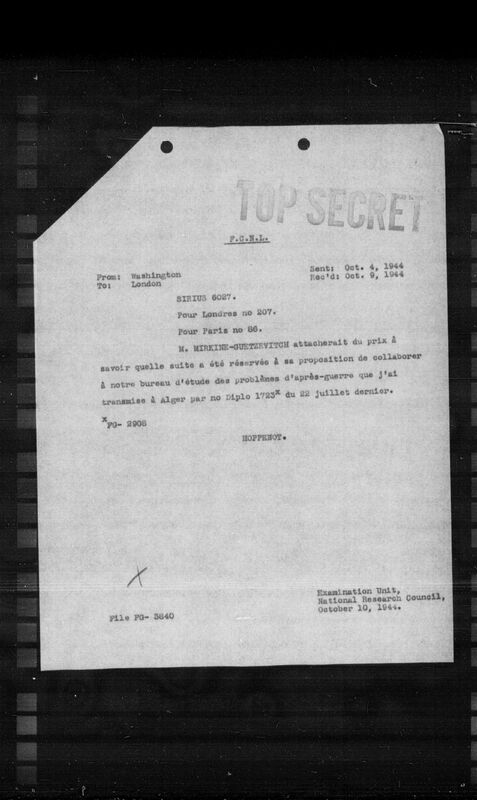 TOP SECRET
F.C.N.L.
From: Washington
To: London
Sent: Oct. 4, 1944
Rec'd: Oct. 9, 1944
SIRIUS 6027.
Pour Londres no 207.
Pour Paris no 86.
M. MIRKINE-GUETZEVITCH attacherait du prix à
savoir quelle suite a été réservée à sa proposition de collaborer
à notre bureau d'étude des problèmes d'après-guerre que j'ai
transmise à Alger par no Diplo 1723x du 22 juillet dernier.
x FG- 2908
HOPPENOT.
Examination Unit,
National Research Council,
October 10, 1944.
File FG- 3840